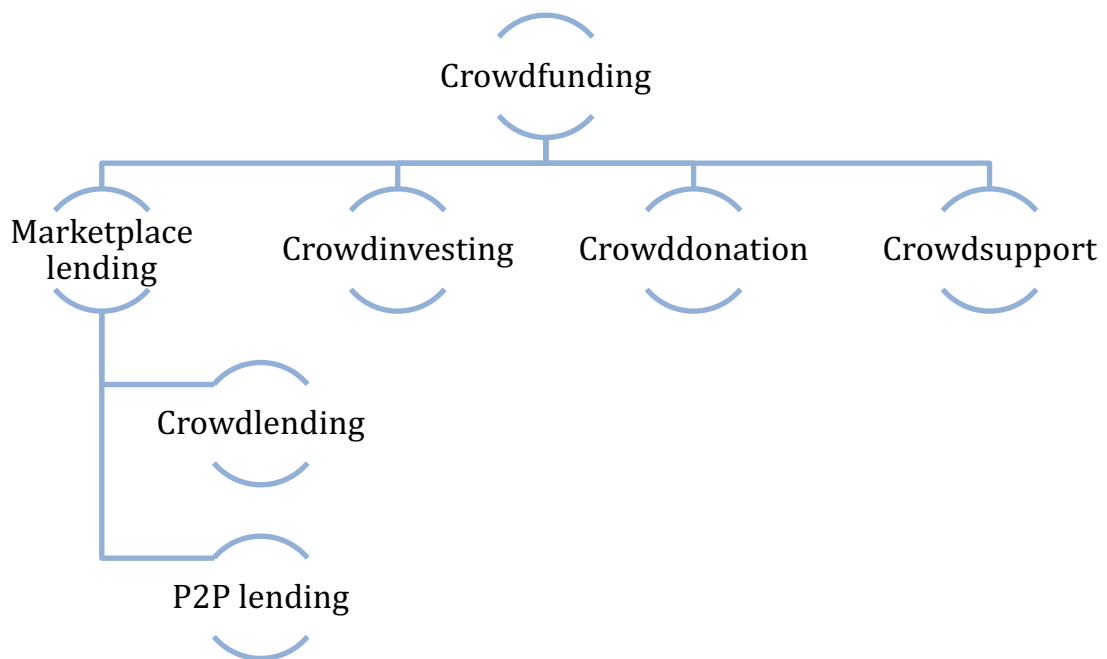 Crowdfunding
Marketplace
lending
Crowdinvesting
Crowddonation
Crowdsupport
Crowdlending
P2P lending